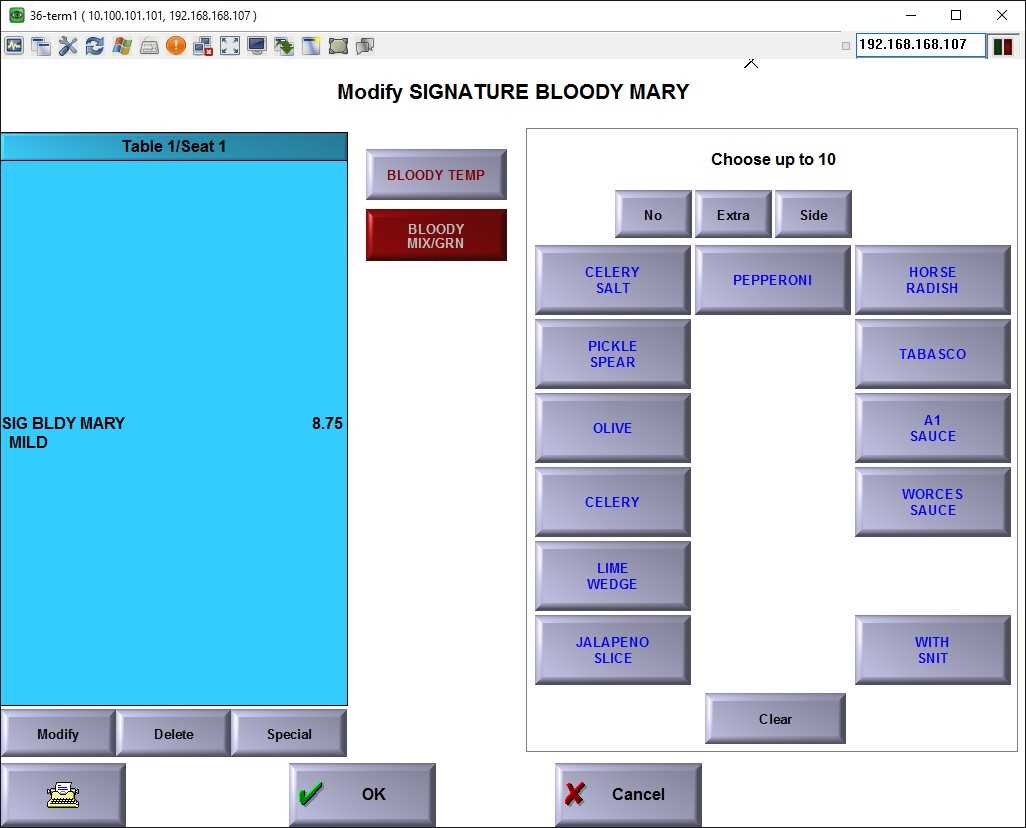 36-term1 ( 10.100.101.101, 192.168.168.107 )
192.168.168.107
Modify SIGNATURE BLOODY MARY
Table 1/Seat 1
SIG BLDY MARY 8.75
MILD
BLOODY TEMP
BLOODY
MIX/GRN
Choose up to 10
No Extra Side
CELERY
SALT
PEPPERONI
HORSE
RADISH
PICKLE
SPEAR
TABASCO
OLIVE
A1
SAUCE
CELERY
WORCES
SAUCE
LIME
WEDGE
JALAPENO
SLICE
WITH
SNIT
Clear
Modify Delete Special
OK Cancel